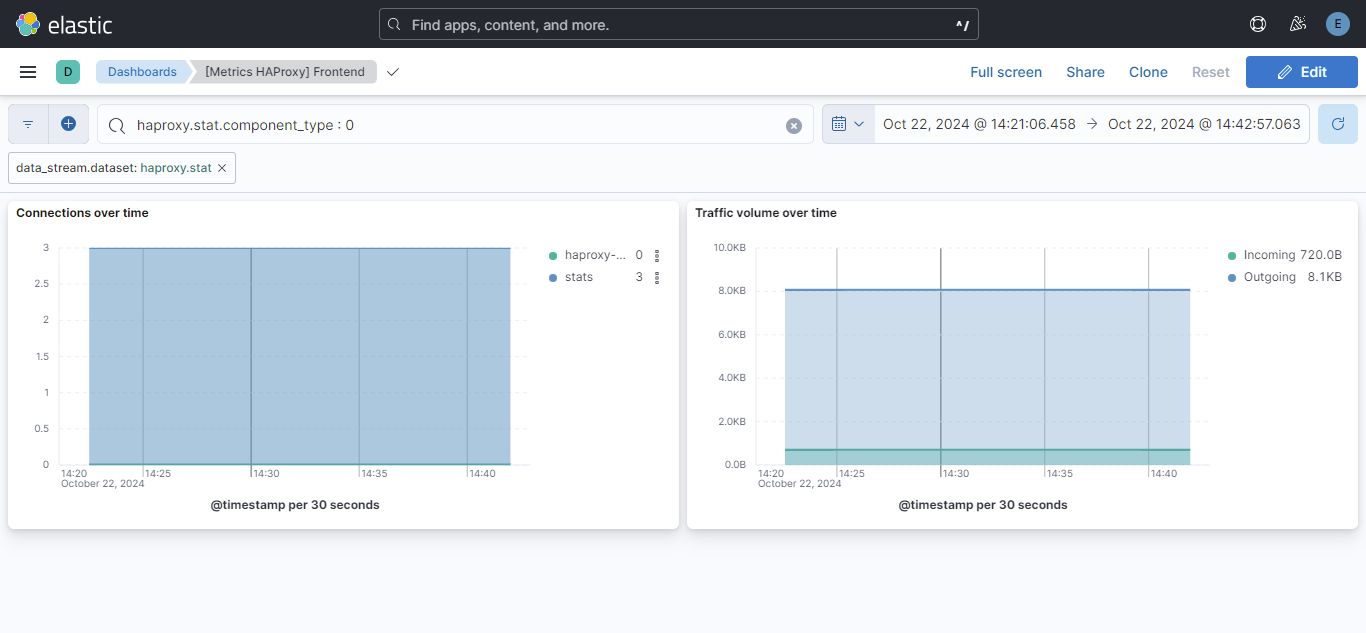 elastic
Find apps, content, and more.
^/
E
D
Dashboards
[Metrics HAProxy] Frontend
Full screen
Share
Clone
Reset
Edit
haproxy.stat.component_type : 0
Oct 22, 2024 @ 14:21:06.458 → Oct 22, 2024 @ 14:42:57.063
data_stream.dataset: haproxy.stat
Connections over time
3
2.5
2
1.5
1
0.5
0
14:20
14:25
14:30
14:35
14:40
October 22, 2024
@timestamp per 30 seconds
haproxy-... 0
stats 3
Traffic volume over time
10.0KB
8.0KB
6.0KB
4.0KB
2.0KB
0.0B
14:20
14:25
14:30
14:35
14:40
October 22, 2024
@timestamp per 30 seconds
Incoming 720.0B
Outgoing 8.1KB